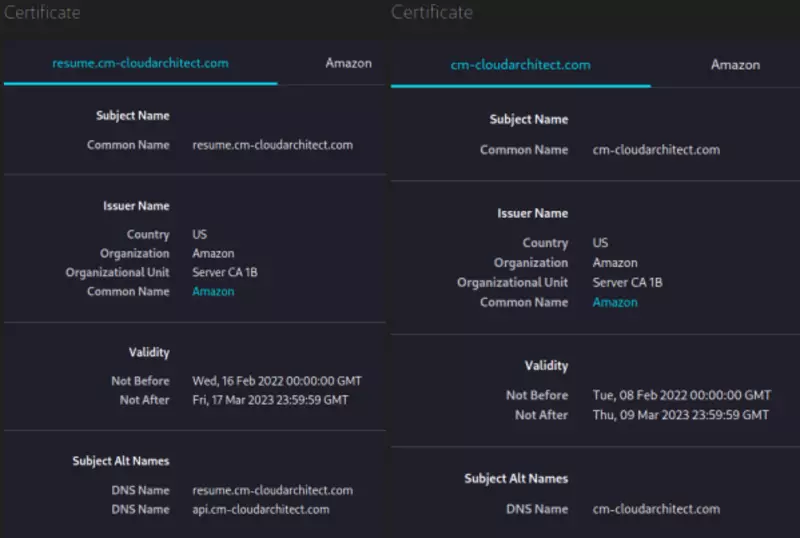 Certificate
resume.cm-cloudarchitect.com Amazon
Subject Name
Common Name resume.cm-cloudarchitect.com
Issuer Name
Country US
Organization Amazon
Organizational Unit Server CA 1B
Common Name Amazon
Validity
Not Before Wed, 16 Feb 2022 00:00:00 GMT
Not After Fri, 17 Mar 2023 23:59:59 GMT
Subject Alt Names
DNS Name resume.cm-cloudarchitect.com
DNS Name api.cm-cloudarchitect.com
Certificate
cm-cloudarchitect.com Amazon
Subject Name
Common Name cm-cloudarchitect.com
Issuer Name
Country US
Organization Amazon
Organizational Unit Server CA 1B
Common Name Amazon
Validity
Not Before Tue, 08 Feb 2022 00:00:00 GMT
Not After Thu, 09 Mar 2023 23:59:59 GMT
Subject Alt Names
DNS Name cm-cloudarchitect.com